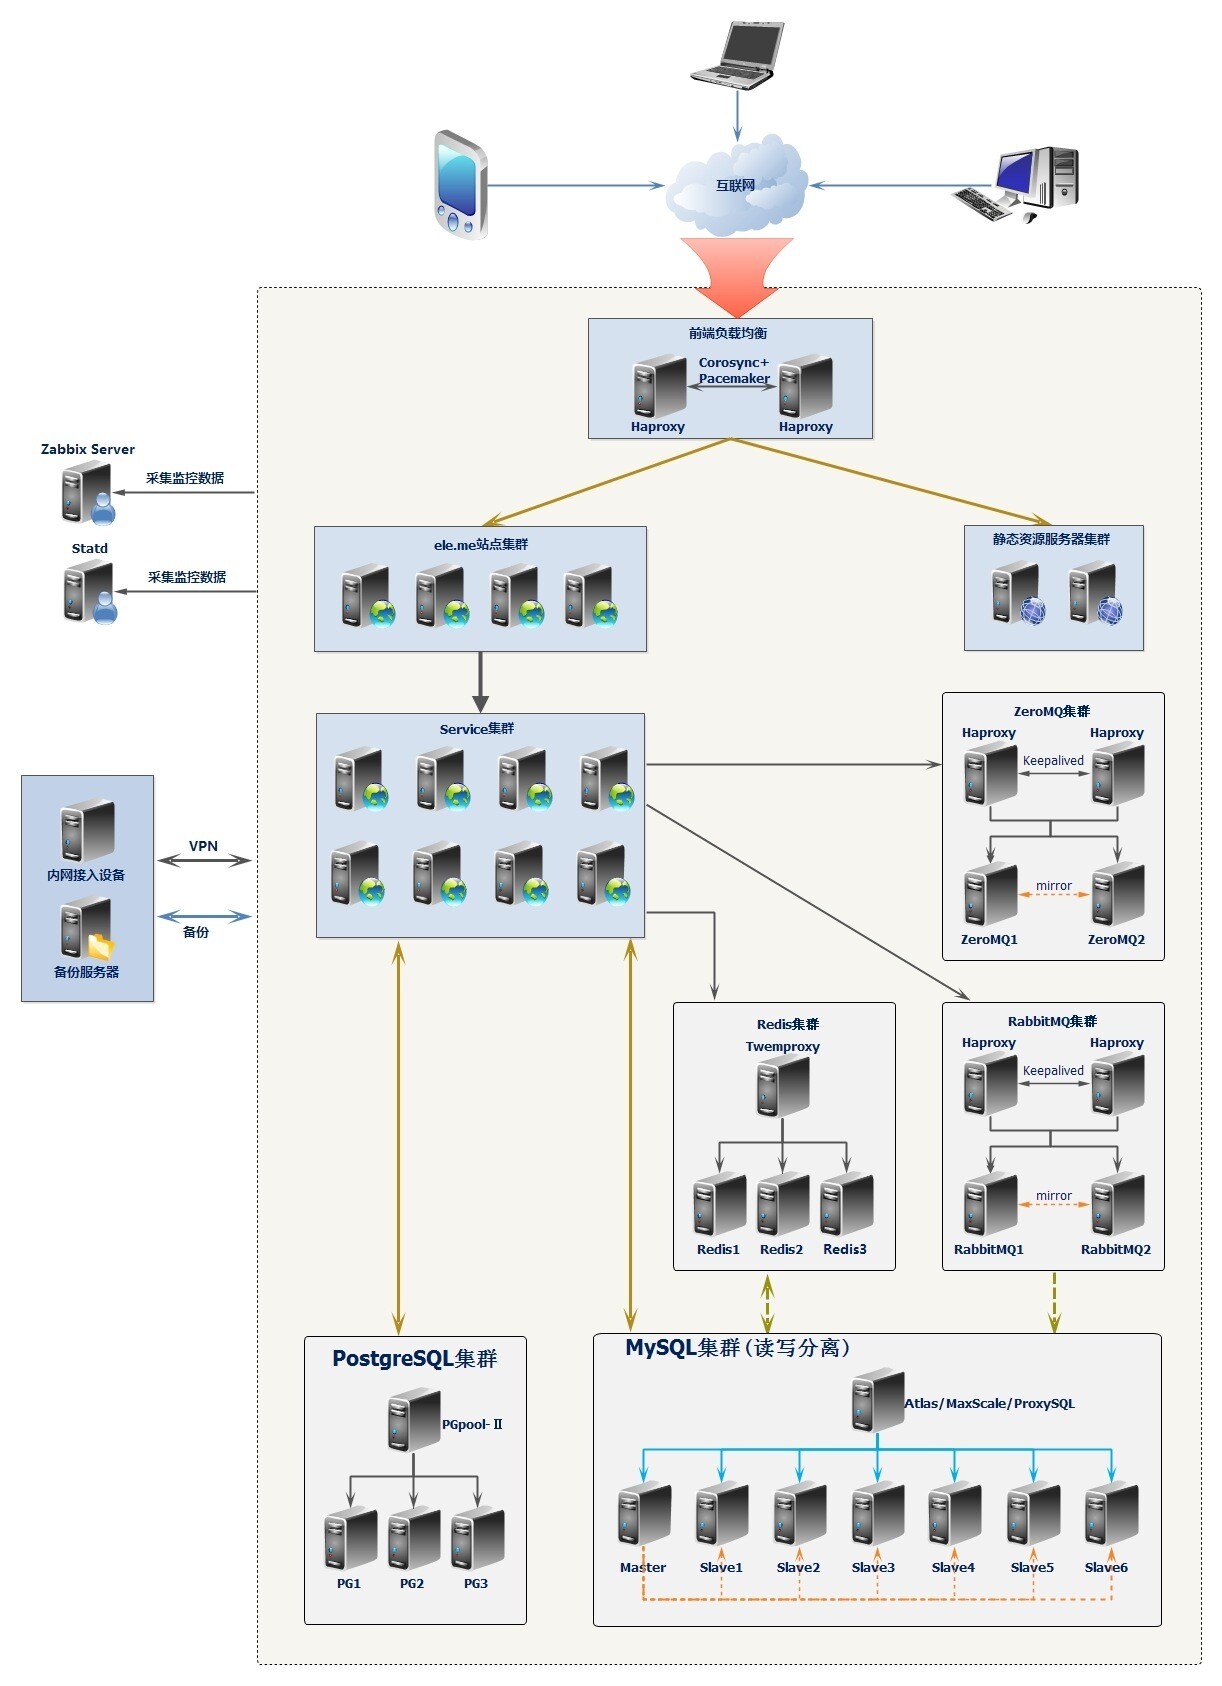 互联网
前端负载均衡
Corosync+
Pacemaker
Haproxy
Haproxy
Zabbix Server
采集监控数据
Statd
采集监控数据
ele.me站点集群
静态资源服务器集群
Service集群
ZeroMQ集群
Haproxy
Haproxy
Keepalived
mirror
ZeroMQ1
ZeroMQ2
VPN
内网接入设备
备份
备份服务器
Redis集群
Twemproxy
Redis1
Redis2
Redis3
RabbitMQ集群
Haproxy
Haproxy
Keepalived
mirror
RabbitMQ1
RabbitMQ2
PostgreSQL集群
PGpool-Ⅱ
PG1
PG2
PG3
MySQL集群(读写分离)
Atlas/MaxScale/ProxySQL
Master
Slave1
Slave2
Slave3
Slave4
Slave5
Slave6